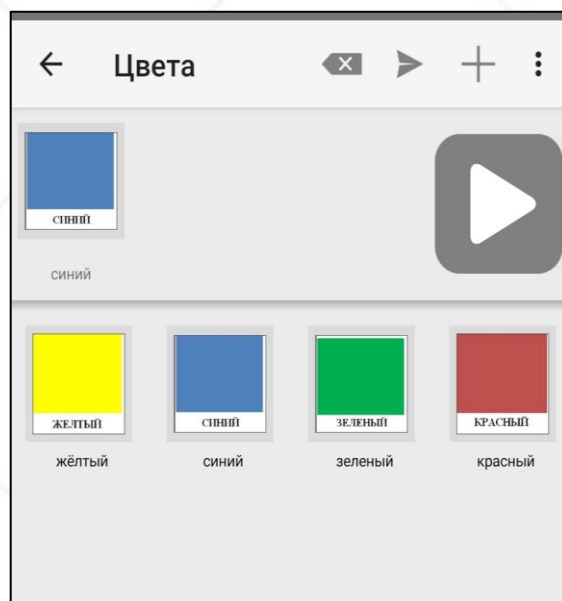 Цвета
СИНИЙ
синий
ЖЕЛТЫЙ СИНИЙ ЗЕЛЕНЫЙ КРАСНЫЙ
жёлтый синий зеленый красный